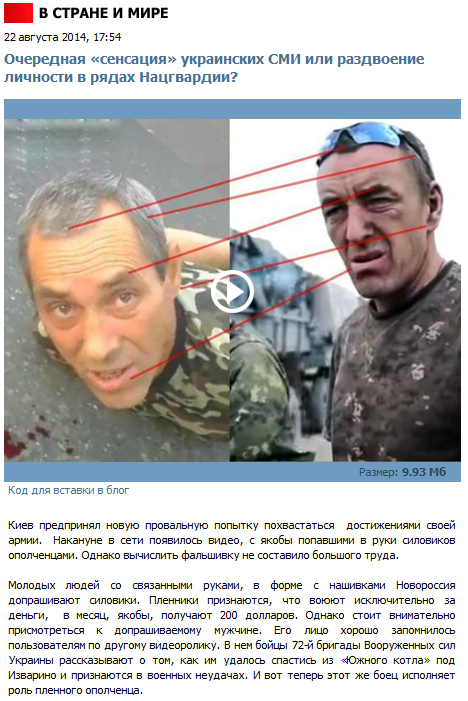 В СТРАНЕ И МИРЕ
22 августа 2014, 17:54
Очередная «сенсация» украинских СМИ или раздвоение
личности в рядах Нацгвардии?
Размер: 9.93 Мб
Код для вставки в блог
Киев предпринял новую провальную попытку похвастаться достижениями своей
армии. Накануне в сети появилось видео, с якобы попавшими в руки силовиков
ополченцами. Однако вычислить фальшивку не составило большого труда.
Молодых людей со связанными руками, в форме с нашивками Новороссия
допрашивают силовики. Пленники признаются, что воюют исключительно за
деньги, в месяц, якобы, получают 200 долларов. Однако стоит внимательно
присмотреться к допрашиваемому мужчине. Его лицо хорошо запомнилось
пользователям по другому видеоролику. В нем бойцы 72-й бригады Вооруженных сил
Украины рассказывают о том, как им удалось спастись из «Южного котла» под
Изварино и признаются в военных неудачах. И вот теперь этот же боец исполняет
роль пленного ополченца.